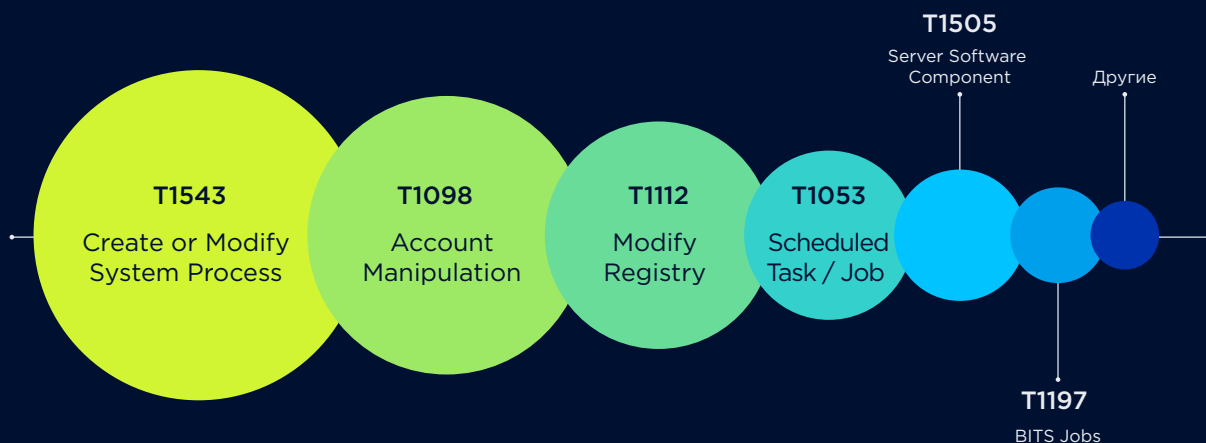 T1543
Create or Modify
System Process
T1098
Account
Manipulation
T1112
Modify
Registry
T1053
Scheduled
Task / Job
T1505
Server Software
Component
T1197
BITS Jobs
Другие